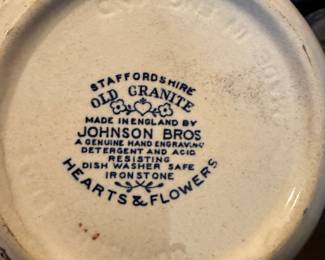 STAFFORDSHIRE
OLD GRANITE
MADE IN ENGLAND BY
JOHNSON BROS
A GENUINE HAND ENGRAVING
DETERGENT AND ACID
RESISTING
DISH WASHER SAFE
IRONSTONE
HEARTS & FLOWERS